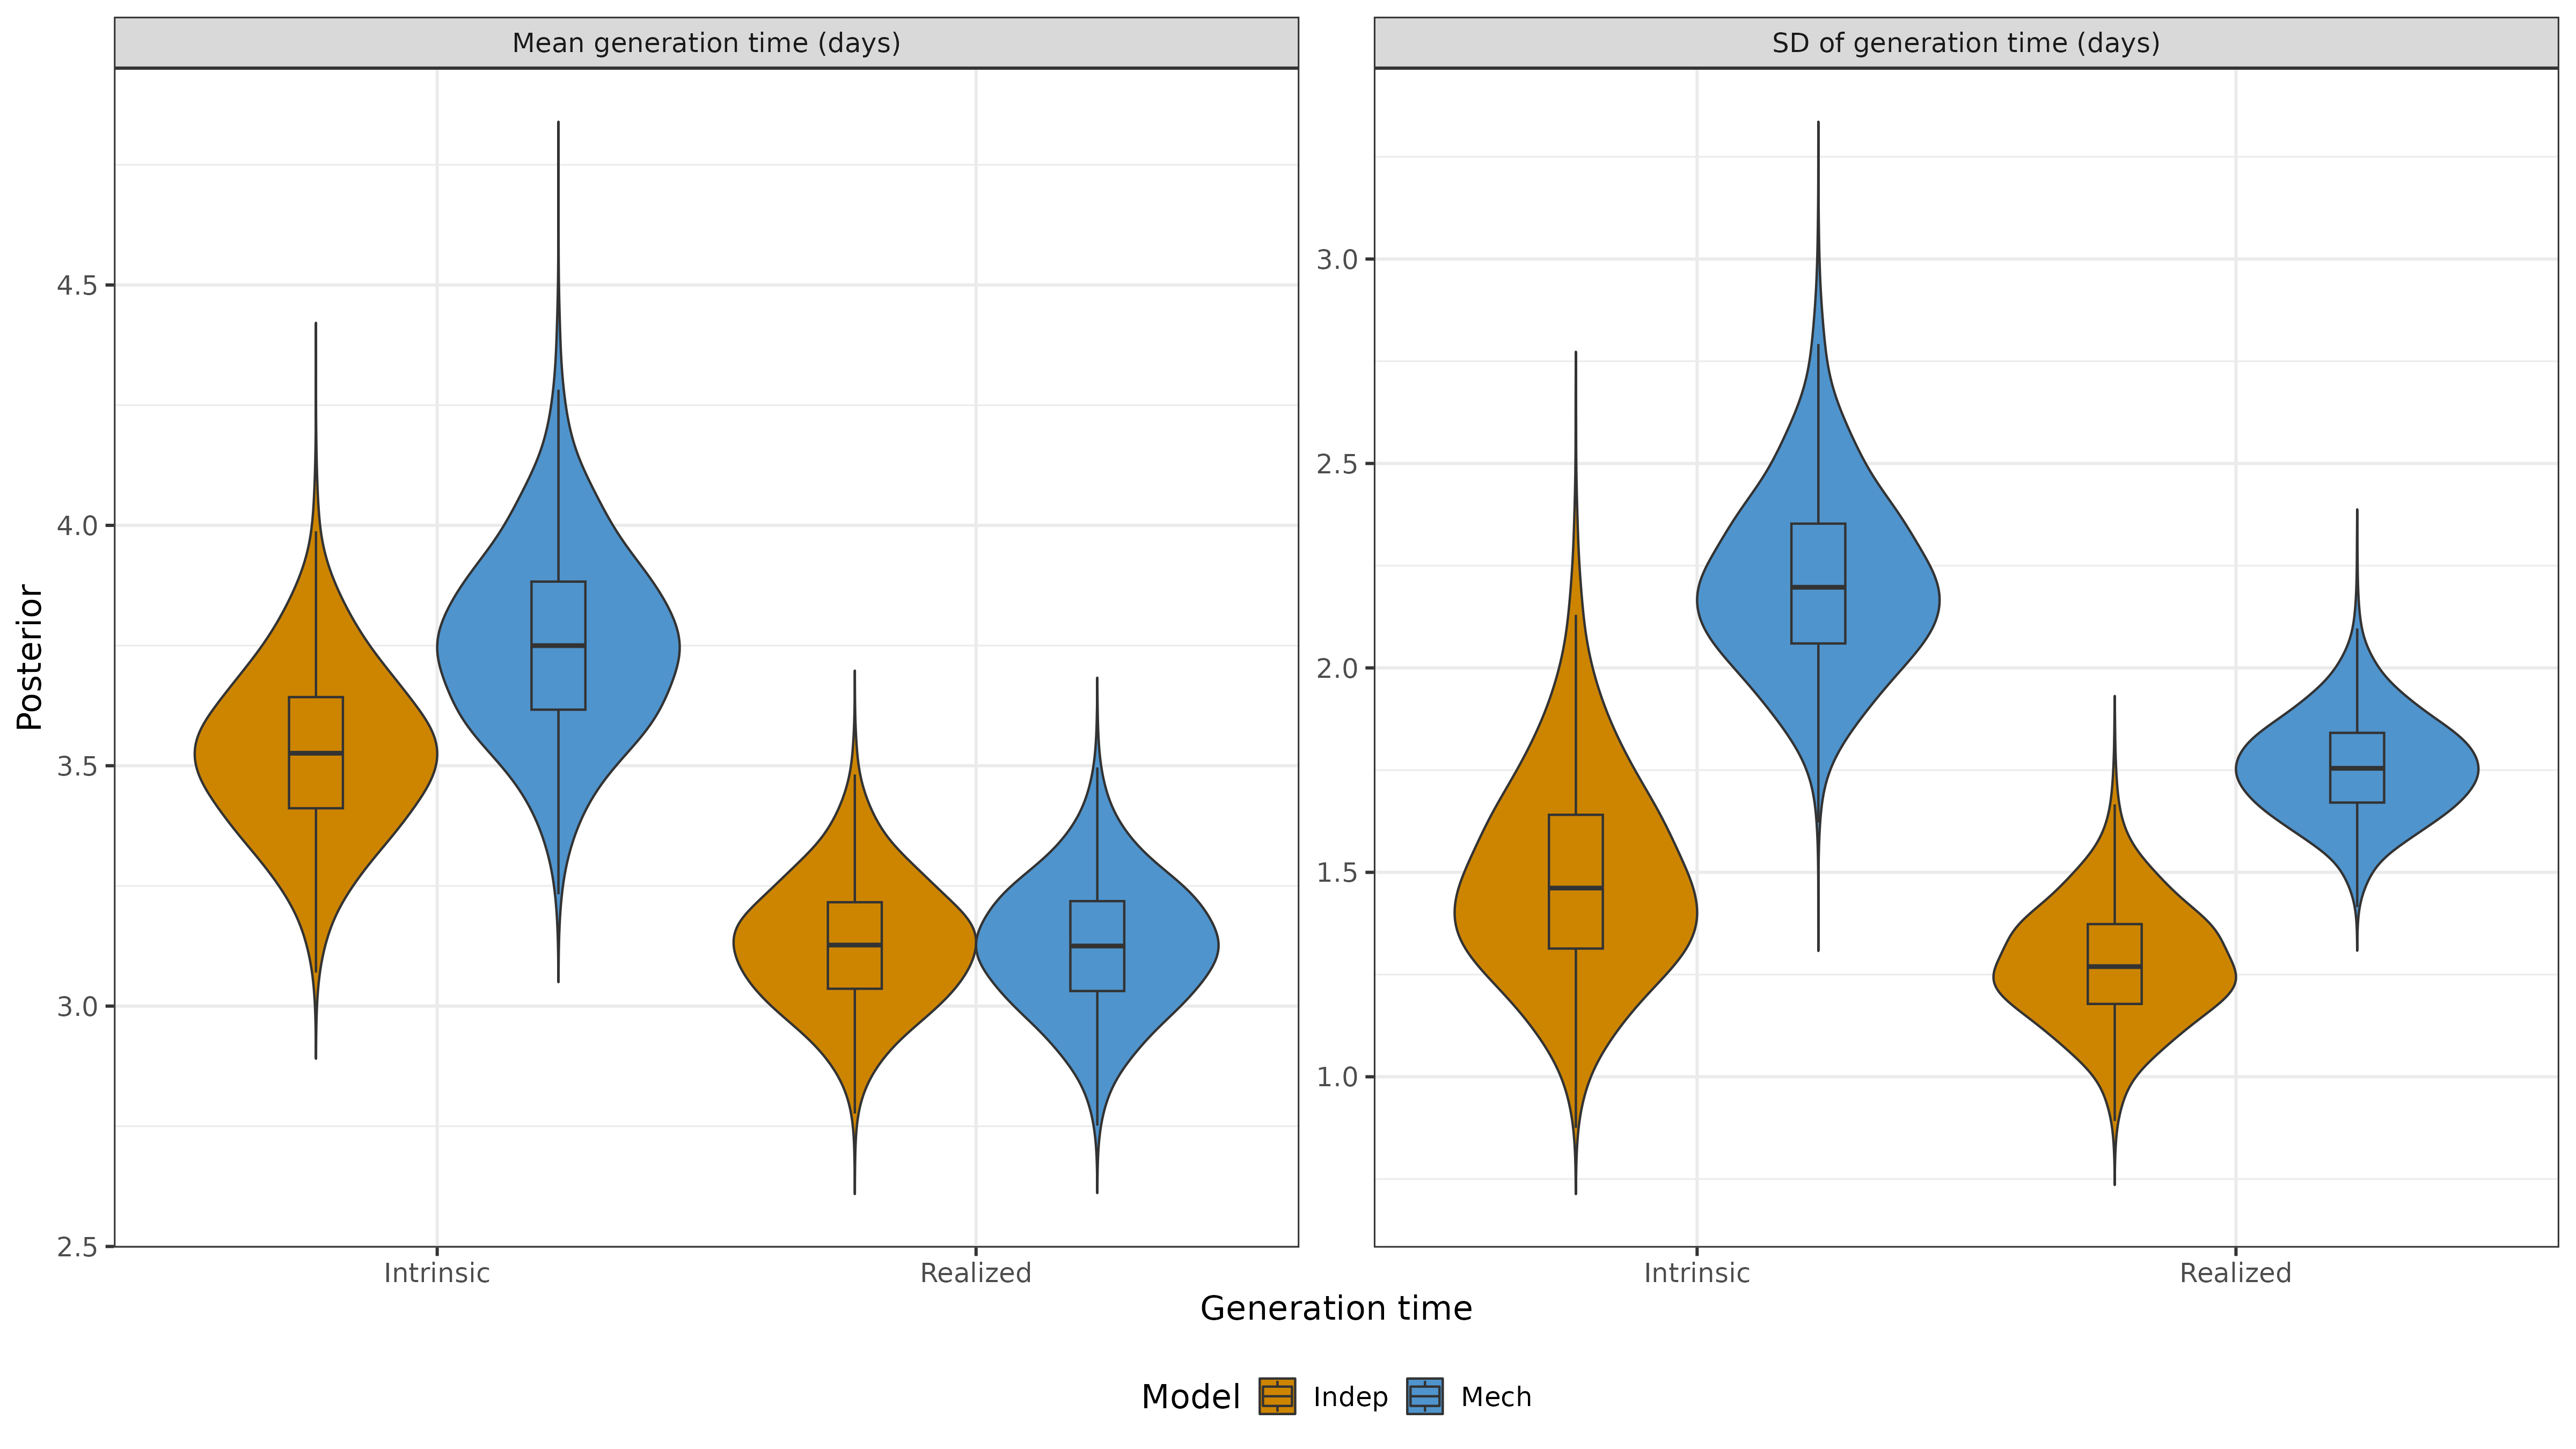 Mean generation time (days)
SD of generation time (days)
Posterior
4.5
4.0
3.5
3.0
2.5
3.0
2.5
2.0
1.5
1.0
Intrinsic
Realized
Intrinsic
Realized
Generation time
Model
Indep
Mech